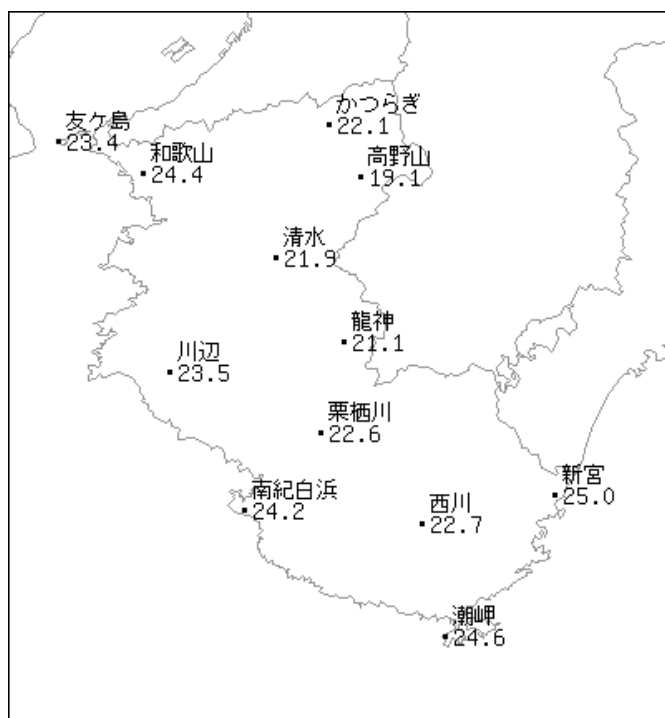 かつらぎ
22.1
友ケ島
23.4
和歌山
24.4
高野山
19.1
清水
21.9
龍神
21.1
川辺
23.5
栗栖川
22.6
新宮
25.0
南紀白浜
24.2
西川
22.7
潮岬
24.6